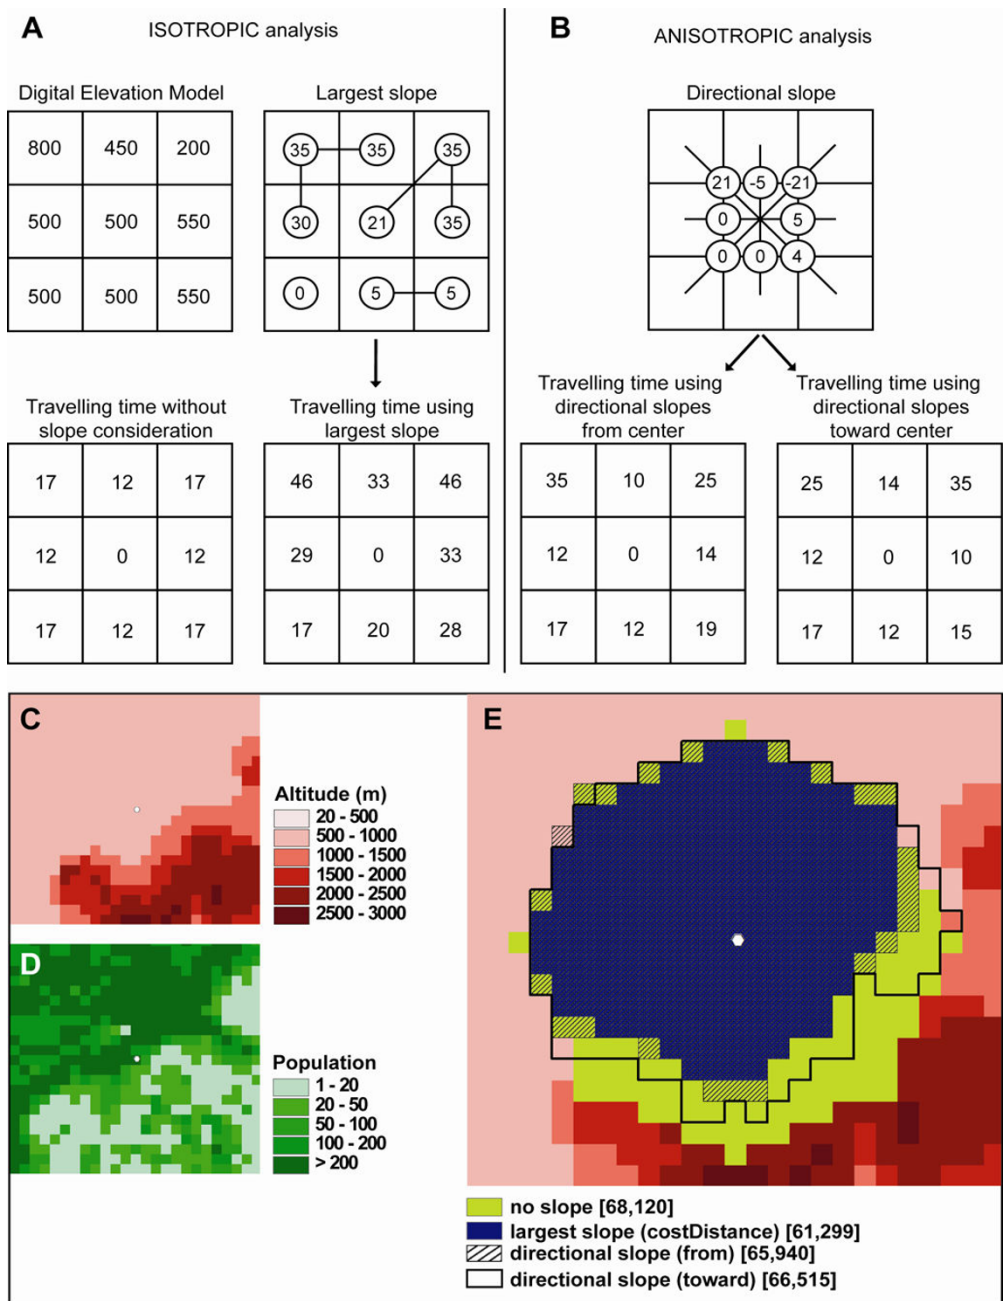 A
ISOTROPIC analysis
Digital Elevation Model
800 450 200
500 500 550
500 500 550
Largest slope
35 35 35
30 21 35
0 5 5
Travelling time without
slope consideration
17 12 17
12 0 12
17 12 17
Travelling time using
largest slope
46 33 46
29 0 33
17 20 28
B
ANISOTROPIC analysis
Directional slope
21 -5 -21
0 5
0 0 4
Travelling time using
directional slopes
from center
35 10 25
12 0 14
17 12 19
Travelling time using
directional slopes
toward center
25 14 35
12 0 10
17 12 15
C
Altitude (m)
20 - 500
500 - 1000
1000 - 1500
1500 - 2000
2000 - 2500
2500 - 3000
D
Population
1 - 20
20 - 50
50 - 100
100 - 200
> 200
E
no slope [68,120]
largest slope (costDistance) [61,299]
directional slope (from) [65,940]
directional slope (toward) [66,515]